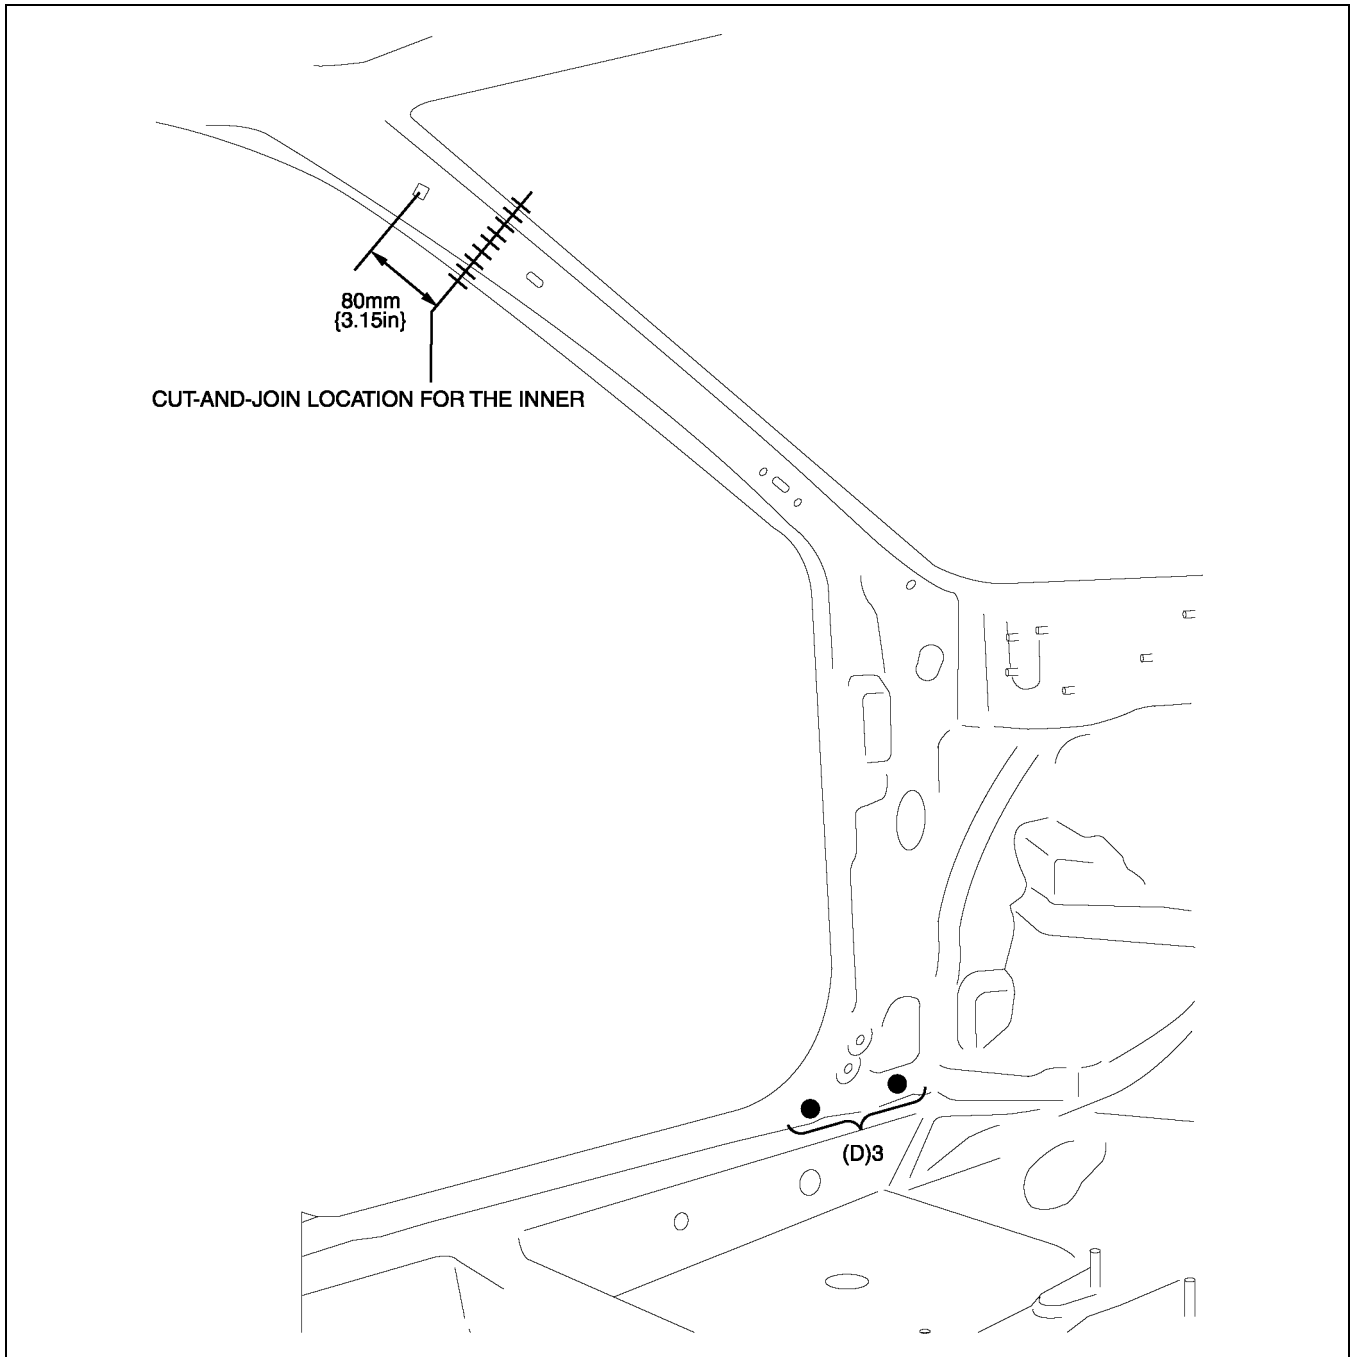 80mm
{3.15in}
CUT-AND-JOIN LOCATION FOR THE INNER
(D)3